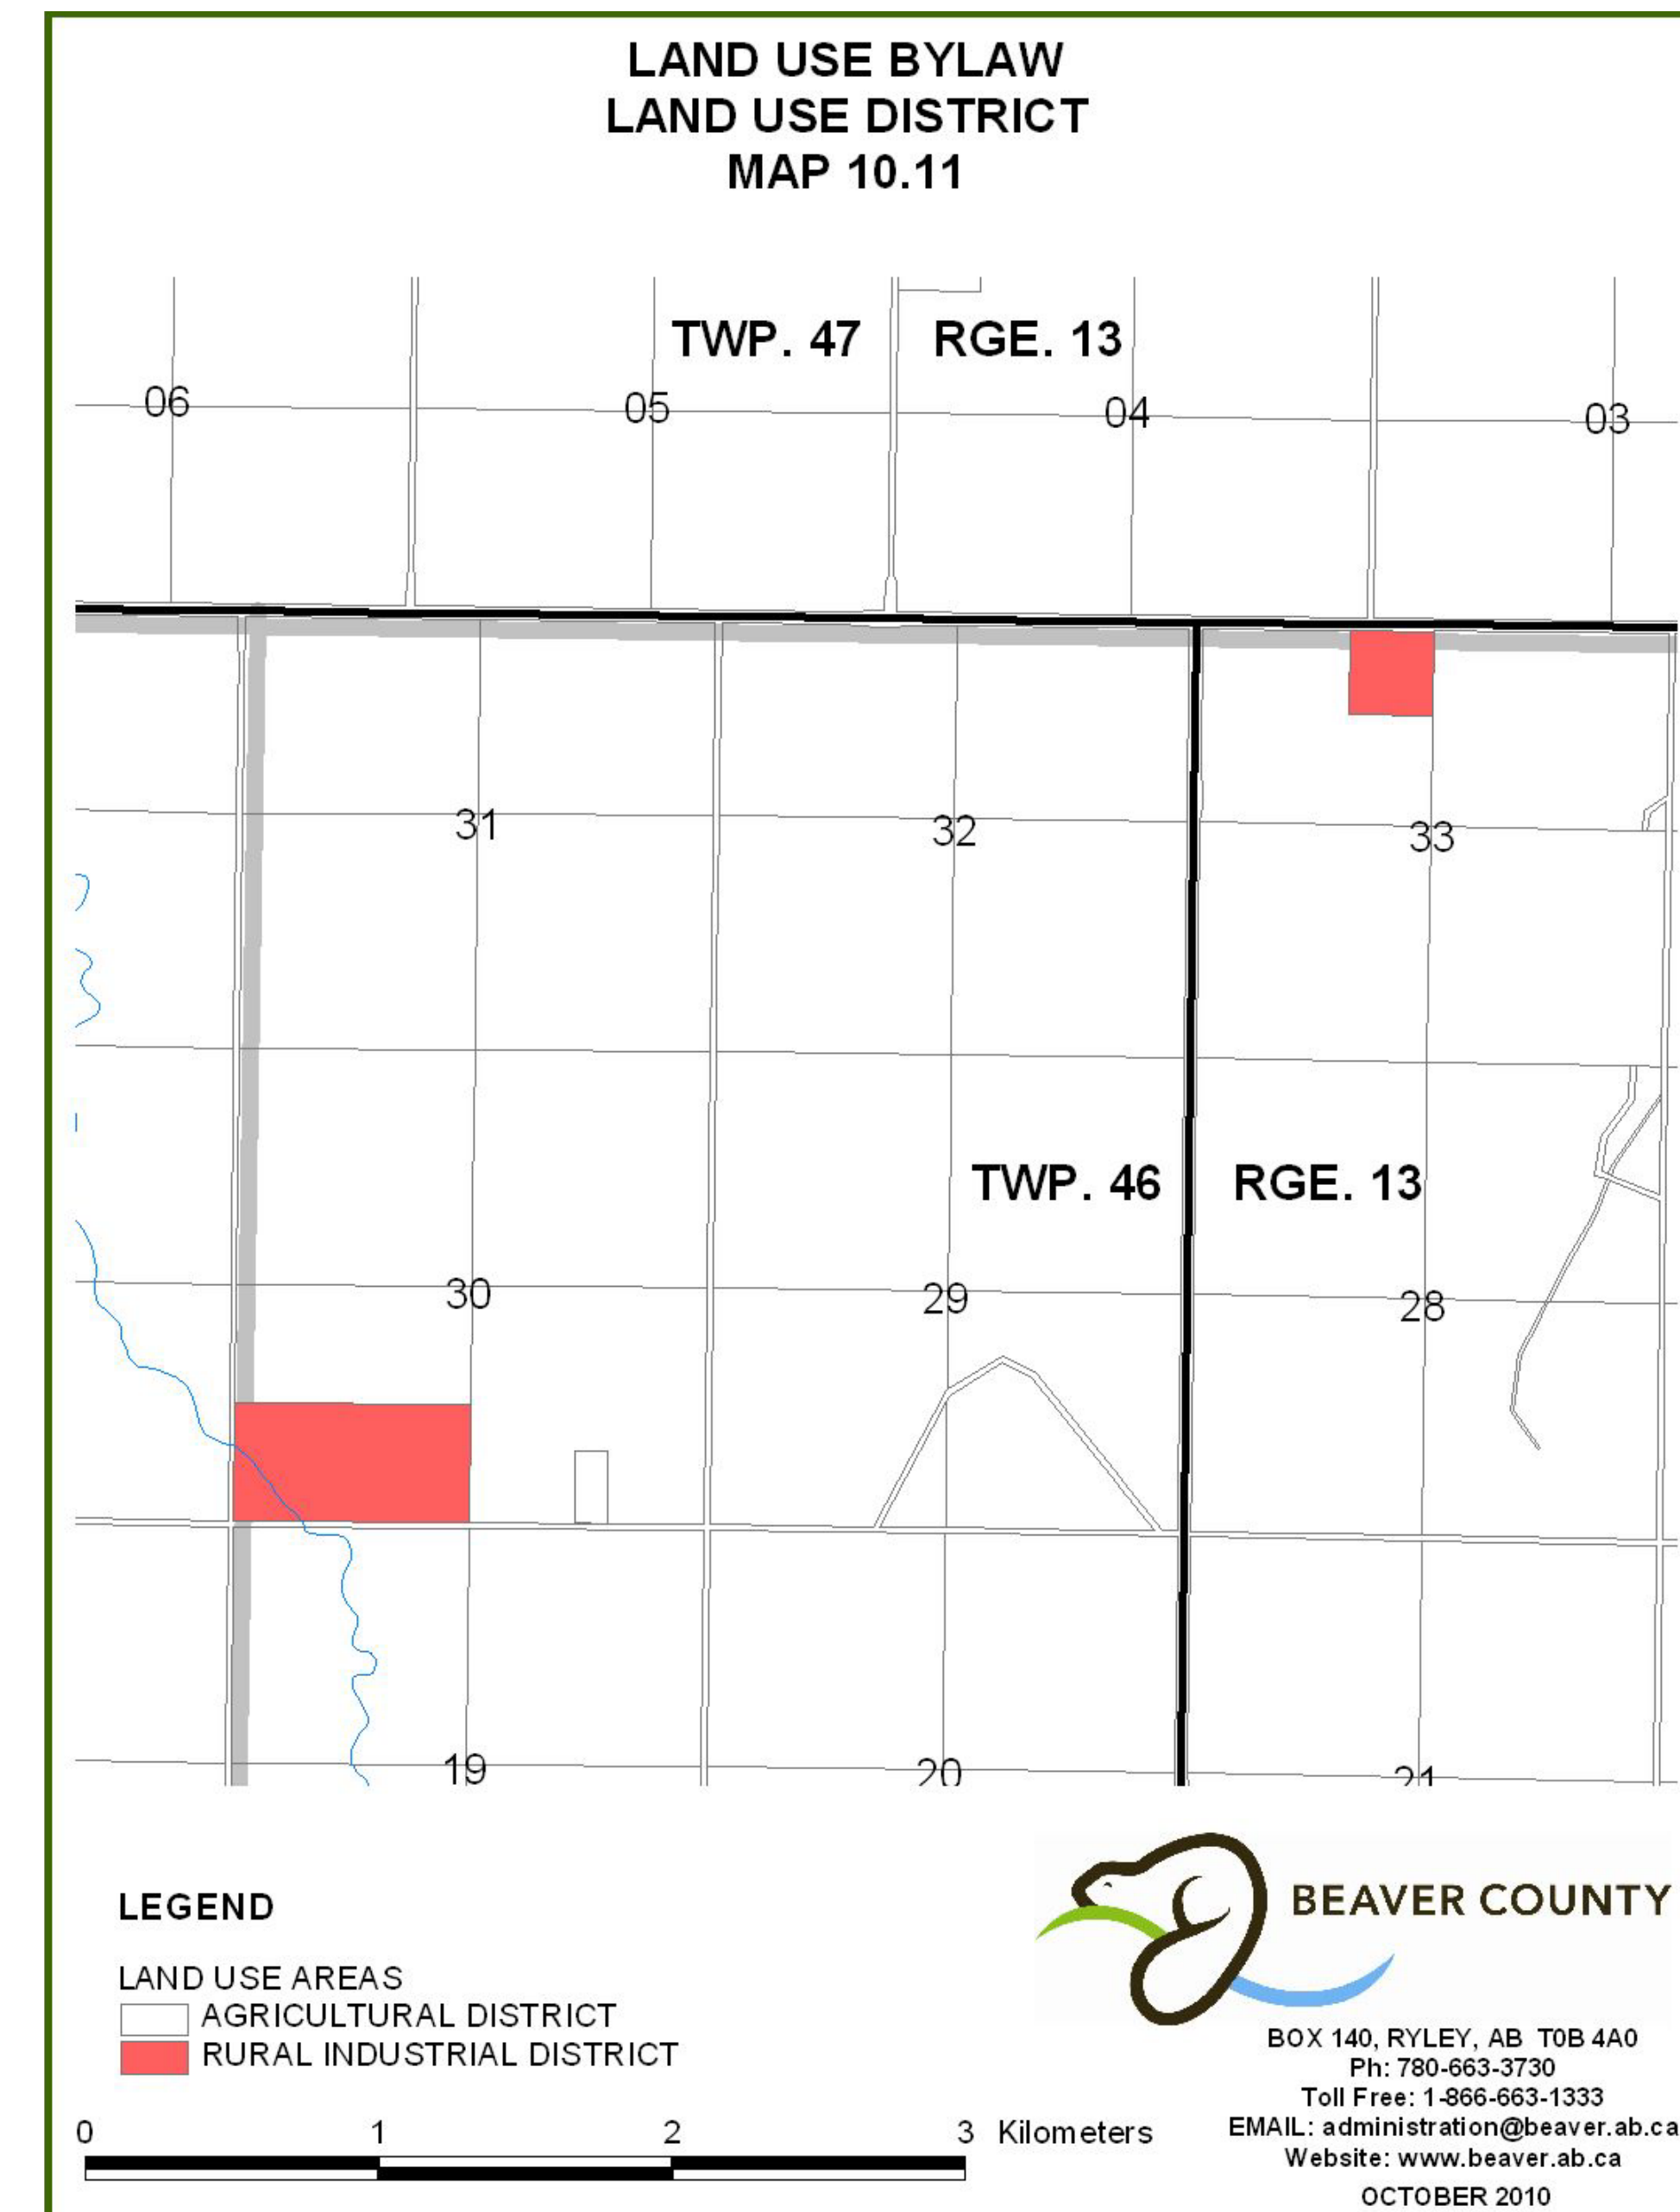 LAND USE BYLAW
LAND USE DISTRICT
MAP 10.11
TWP. 47 RGE. 13
06 05 04 03
31 32 33
TWP. 46 RGE. 13
30 29 28
19 20 21
LEGEND
LAND USE AREAS
AGRICULTURAL DISTRICT
RURAL INDUSTRIAL DISTRICT
0 1 2 3 Kilometers
BEAVER COUNTY
BOX 140, RYLEY, AB T0B 4A0
Ph: 780-663-3730
Toll Free: 1-866-663-1333
EMAIL: administration@beaver.ab.ca
Website: www.beaver.ab.ca
OCTOBER 2010